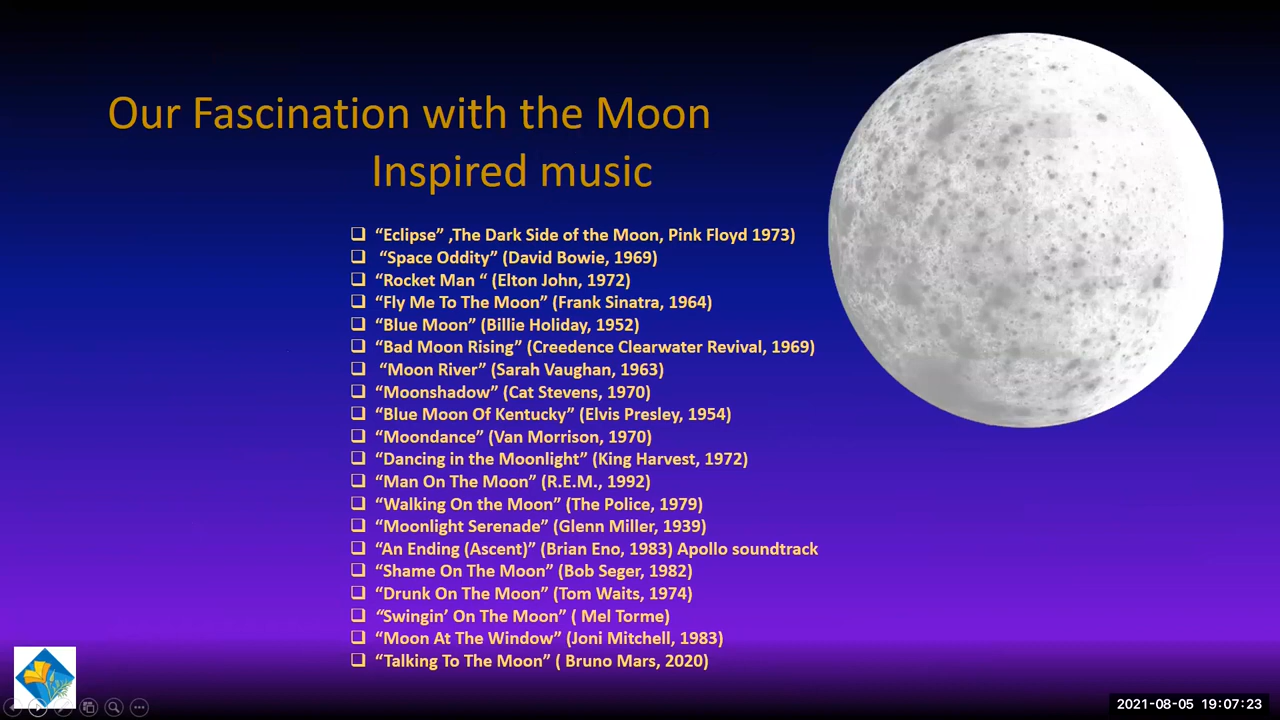 Our Fascination with the Moon
Inspired music
❑ “Eclipse” ,The Dark Side of the Moon, Pink Floyd 1973)
❑ “Space Oddity” (David Bowie, 1969)
❑ “Rocket Man “ (Elton John, 1972)
❑ “Fly Me To The Moon” (Frank Sinatra, 1964)
❑ “Blue Moon” (Billie Holiday, 1952)
❑ “Bad Moon Rising” (Creedence Clearwater Revival, 1969)
❑ “Moon River” (Sarah Vaughan, 1963)
❑ “Moonshadow” (Cat Stevens, 1970)
❑ “Blue Moon Of Kentucky” (Elvis Presley, 1954)
❑ “Moondance” (Van Morrison, 1970)
❑ “Dancing in the Moonlight” (King Harvest, 1972)
❑ “Man On The Moon” (R.E.M., 1992)
❑ “Walking On the Moon” (The Police, 1979)
❑ “Moonlight Serenade” (Glenn Miller, 1939)
❑ “An Ending (Ascent)” (Brian Eno, 1983) Apollo soundtrack
❑ “Shame On The Moon” (Bob Seger, 1982)
❑ “Drunk On The Moon” (Tom Waits, 1974)
❑ “Swingin’ On The Moon” ( Mel Torme)
❑ “Moon At The Window” (Joni Mitchell, 1983)
❑ “Talking To The Moon” ( Bruno Mars, 2020)
2021-08-05 19:07:23